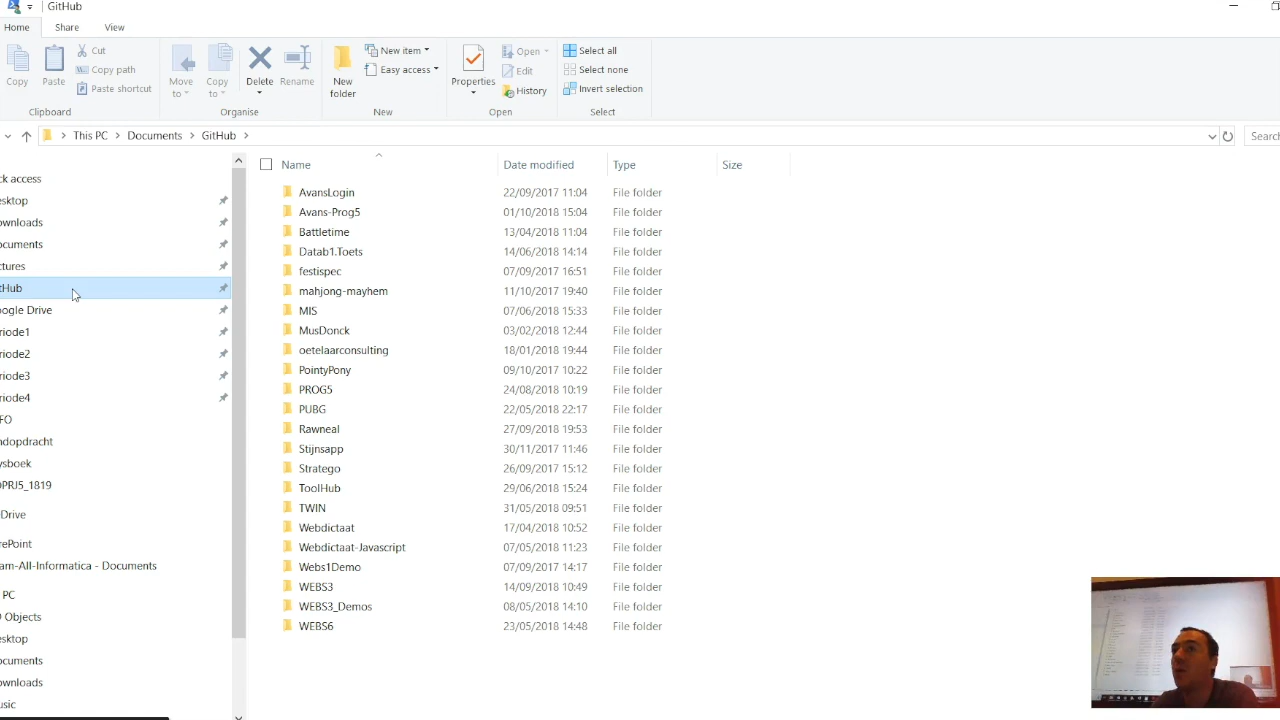 GitHub
Home Share View
Copy Paste Cut Copy path Paste shortcut
Move to Copy to Delete Rename
New folder New item Easy access
Properties Open Edit History
Select all Select none Invert selection
Clipboard Organise New Open Select
This PC Documents GitHub Search
Name Date modified Type Size
ck access
esktop
ownloads
ocuments
ctures
tHub
ogle Drive
riode1
riode2
riode3
riode4
FO
ndopdracht
ysboek
PRJ5_1819
eDrive
rePoint
am-All-Informatica - Documents
PC
D Objects
esktop
ocuments
ownloads
usic
AvansLogin 22/09/2017 11:04 File folder
Avans-Prog5 01/10/2018 15:04 File folder
Battletime 13/04/2018 11:04 File folder
Datab1.Toets 14/06/2018 14:14 File folder
festispec 07/09/2017 16:51 File folder
mahjong-mayhem 11/10/2017 19:40 File folder
MIS 07/06/2018 15:33 File folder
MusDonck 03/02/2018 12:44 File folder
oetelaarconsulting 18/01/2018 19:44 File folder
PointyPony 09/10/2017 10:22 File folder
PROG5 24/08/2018 10:19 File folder
PUBG 22/05/2018 22:17 File folder
Rawneal 27/09/2018 19:53 File folder
Stijnsapp 30/11/2017 11:46 File folder
Stratego 26/09/2017 15:12 File folder
ToolHub 29/06/2018 15:24 File folder
TWIN 31/05/2018 09:51 File folder
Webdictaat 17/04/2018 10:52 File folder
Webdictaat-Javascript 07/05/2018 11:23 File folder
Webs1Demo 07/09/2017 14:17 File folder
WEBS3 14/09/2018 10:49 File folder
WEBS3_Demos 08/05/2018 14:10 File folder
WEBS6 23/05/2018 14:48 File folder